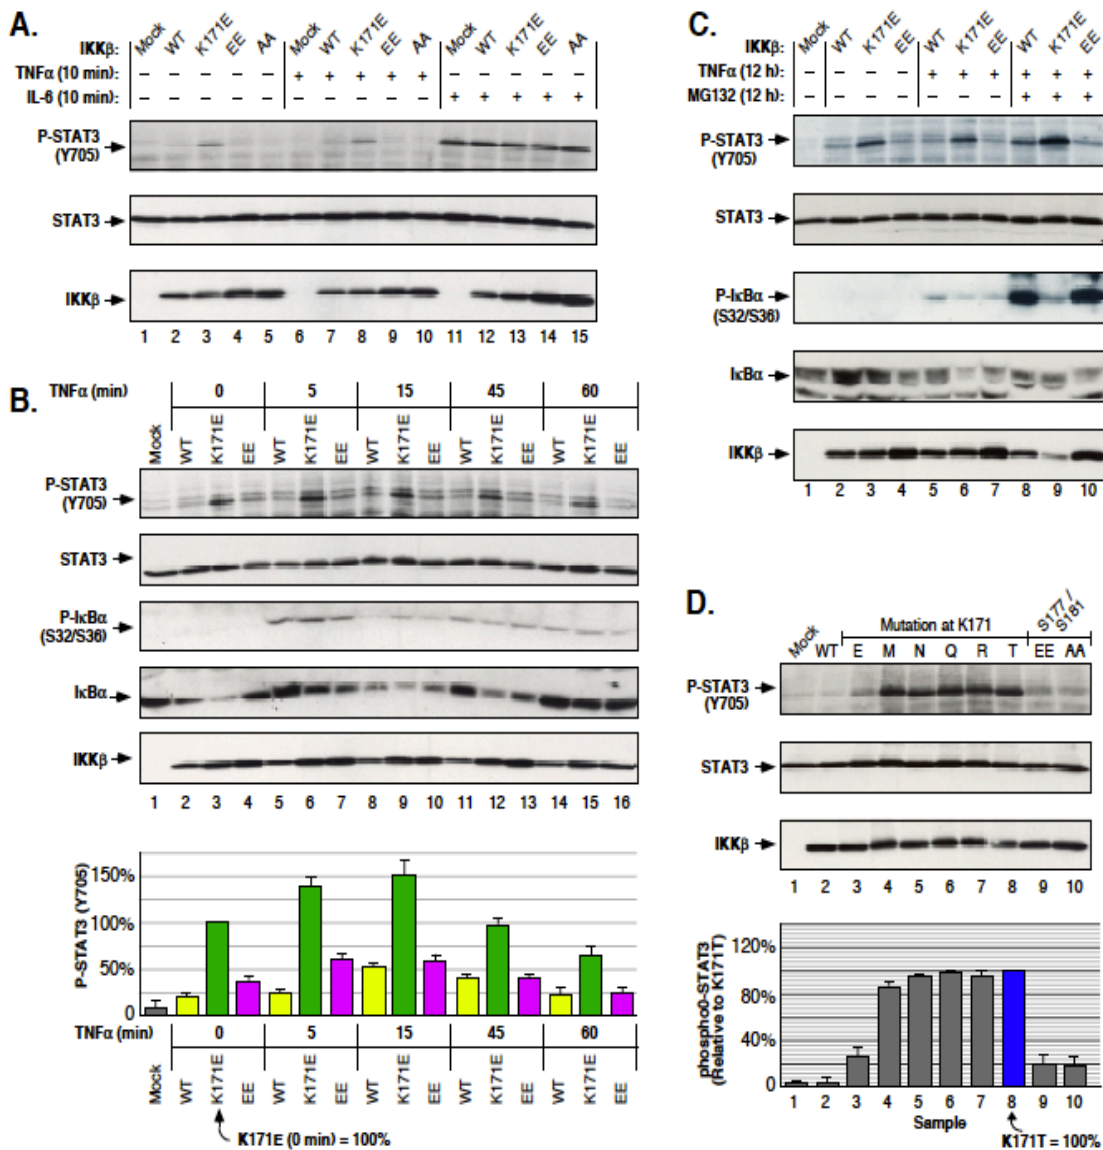 A.
IKKβ: Mock WT K171E EE AA Mock WT K171E EE AA Mock WT K171E EE AA
TNFα (10 min): – – – – – + + + + + – – – – –
IL-6 (10 min): – – – – – – – – – – + + + + +
P-STAT3
(Y705)
STAT3
IKKβ
1 2 3 4 5 6 7 8 9 10 11 12 13 14 15
B.
TNFα (min) 0 5 15 45 60
Mock WT K171E EE WT K171E EE WT K171E EE WT K171E EE WT K171E EE
P-STAT3
(Y705)
STAT3
P-IκBα
(S32/S36)
IκBα
IKKβ
1 2 3 4 5 6 7 8 9 10 11 12 13 14 15 16
P-STAT3 (Y705)
150%
100%
50%
0
TNFα (min) 0 5 15 45 60
Mock WT K171E EE WT K171E EE WT K171E EE WT K171E EE WT K171E EE
K171E (0 min) = 100%
C.
IKKβ: Mock WT K171E EE WT K171E EE
TNFα (12 h): – – – – + + + + + +
MG132 (12 h): – – – – – – – + + +
P-STAT3
(Y705)
STAT3
P-IκBα
(S32/S36)
IκBα
IKKβ
1 2 3 4 5 6 7 8 9 10
WT K171E EE
D.
Mock WT Mutation at K171 S177 / S181
E M N Q R T EE AA
P-STAT3
(Y705)
STAT3
IKKβ
1 2 3 4 5 6 7 8 9 10
phospho0-STAT3
(Relative to K171T)
120%
80%
40%
0
1 2 3 4 5 6 7 8 9 10
Sample
K171T = 100%